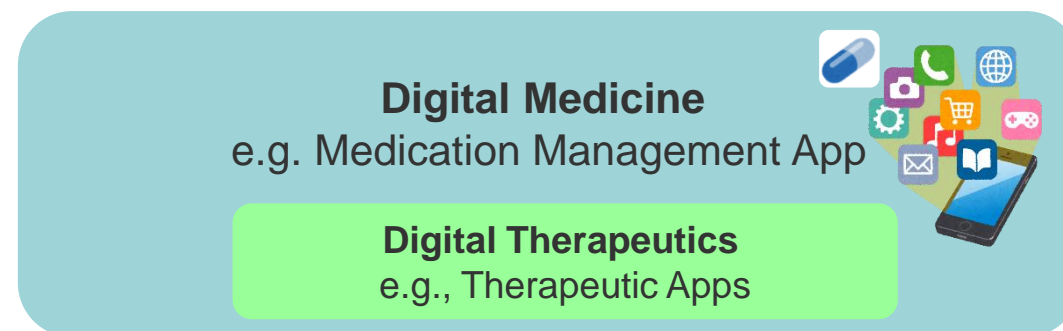 Digital Medicine
e.g. Medication Management App
Digital Therapeutics
e.g., Therapeutic Apps